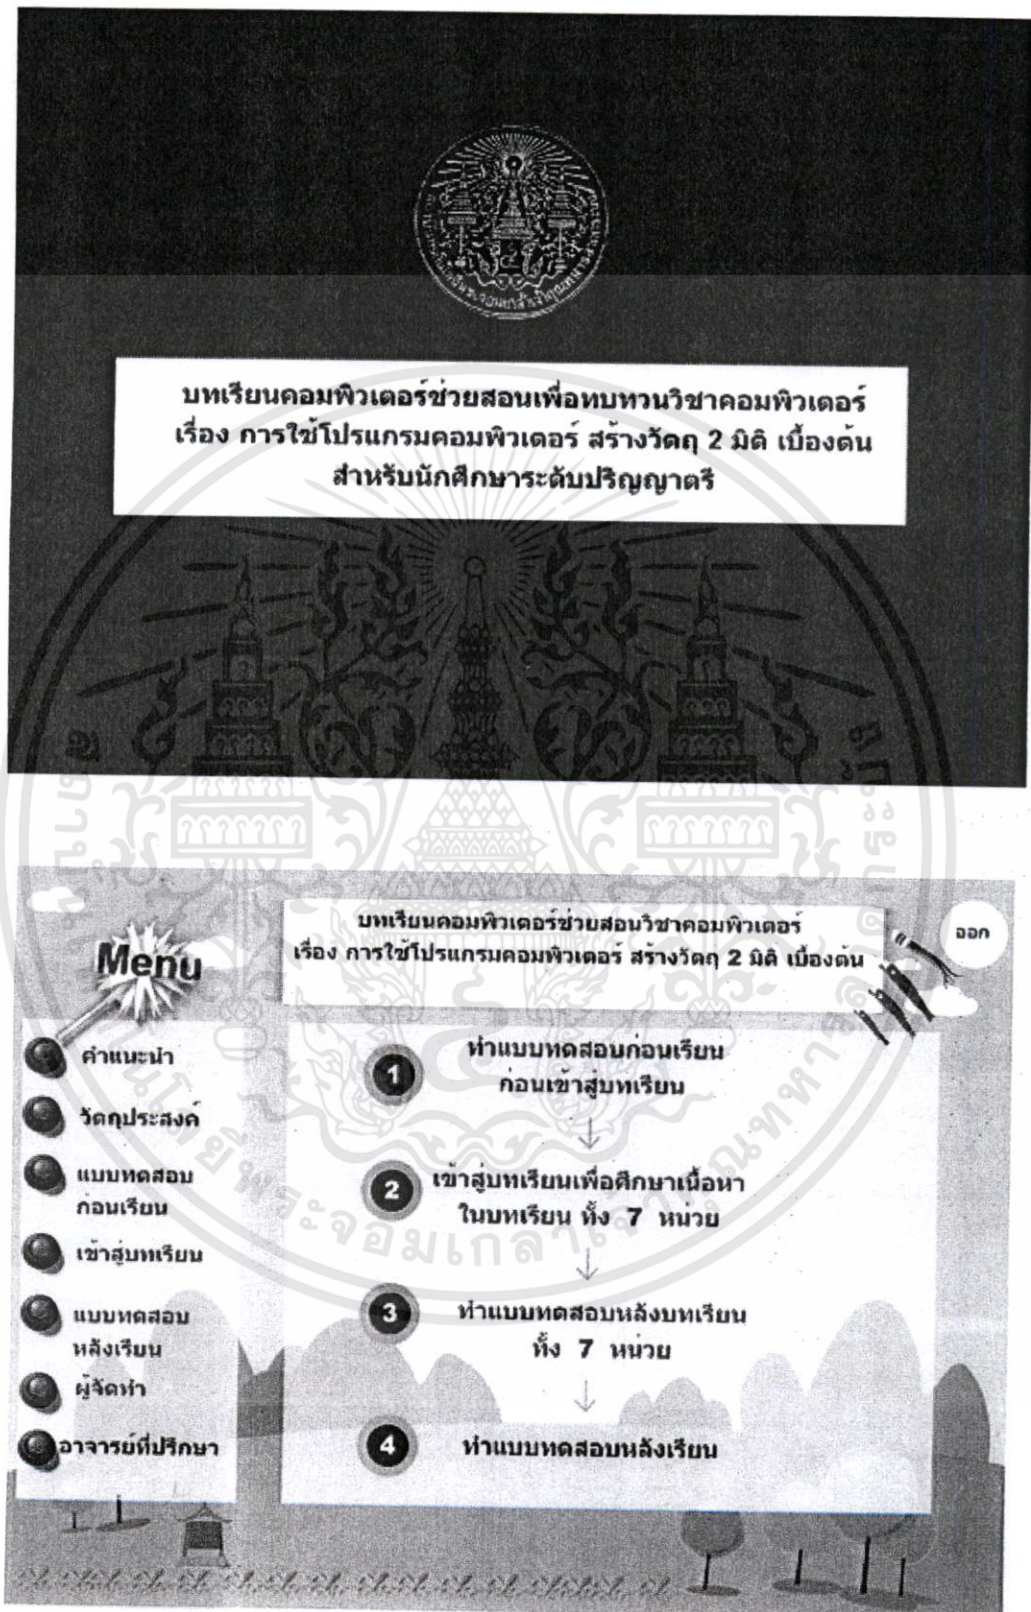 บทเรียนคอมพิวเตอร์ช่วยสอนเพื่อทบทวนวิชาคอมพิวเตอร์
เรื่อง การใช้โปรแกรมคอมพิวเตอร์ สร้างวัตถุ 2 มิติ เบื้องต้น
สำหรับนักศึกษาระดับปริญญาตรี
Menu
บทเรียนคอมพิวเตอร์ช่วยสอนวิชาคอมพิวเตอร์
เรื่อง การใช้โปรแกรมคอมพิวเตอร์ สร้างวัตถุ 2 มิติ เบื้องต้น
ออก
คำแนะนำ
วัตถุประสงค์
แบบทดสอบ
ก่อนเรียน
เข้าสู่บทเรียน
แบบทดสอบ
หลังเรียน
ผู้จัดทำ
อาจารย์ที่ปรึกษา
1
ทำแบบทดสอบก่อนเรียน
ก่อนเข้าสู่บทเรียน
2
เข้าสู่บทเรียนเพื่อศึกษาเนื้อหา
ในบทเรียน ทั้ง 7 หน่วย
3
ทำแบบทดสอบหลังบทเรียน
ทั้ง 7 หน่วย
4
ทำแบบทดสอบหลังเรียน